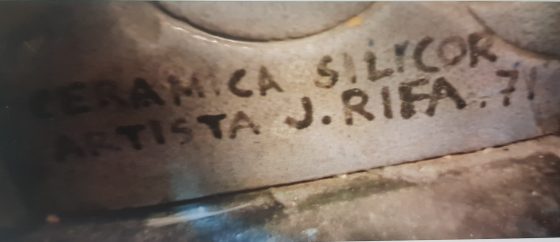 CERAMICA SILYCOR
ARTISTA J.RIFA.71